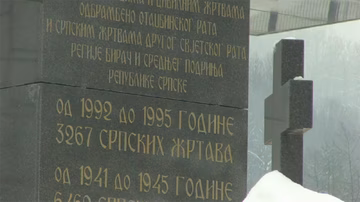 ЖРТВАМА
ОДБРАМБЕНО ОТАЏБИНСКОГ РАТА
И СРПСКИМ ЖРТВАМА ДРУГОГ СВЈЕТСКОГ РАТА
РЕГИЈЕ БИРАЧ И СРЕДЊЕГ ПОДРИЊА
РЕПУБЛИКЕ СРПСКЕ
ОД 1992 ДО 1995 ГОДИНЕ
3267 СРПСКИХ ЖРТАВА
ОД 1941 ДО 1945 ГОДИНЕ